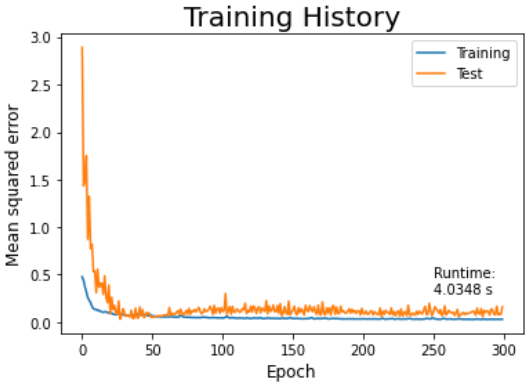 Training History
3.0
2.5
2.0
1.5
1.0
0.5
0.0
Mean squared error
Training
Test
Runtime:
4.0348 s
0
50
100
150
200
250
300
Epoch